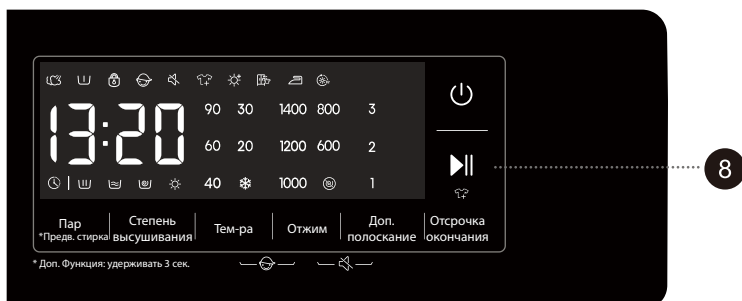 13:20
90 30 1400 800 3
60 20 1200 600 2
40 1000 1
8
Пар
*Предв. стирка
Степень
высушивания
Тем-ра
Отжим
Доп.
полоскание
Отсрочка
окончания
* Доп. Функция: удерживать 3 сек.